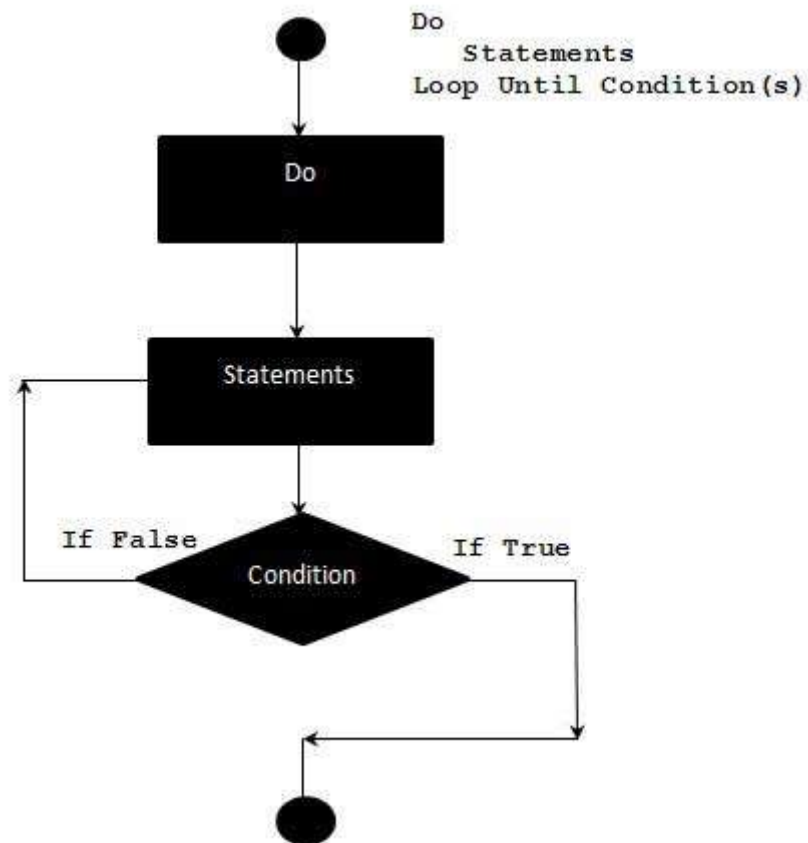 Do
Statements
Loop Until Condition(s)
Do
Statements
If False
If True
Condition